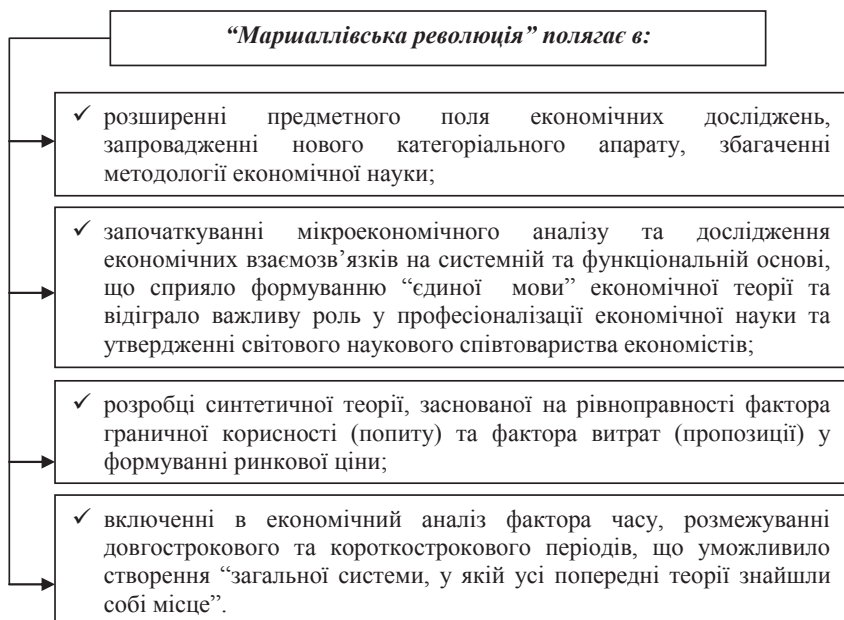 “Маршаллівська революція” полягає в:
✓ розширенні предметного поля економічних досліджень,
запровадженні нового категоріального апарату, збагаченні
методології економічної науки;
✓ започаткуванні мікроекономічного аналізу та дослідження
економічних взаємозв’язків на системній та функціональній основі,
що сприяло формуванню “єдиної мови” економічної теорії та
відіграло важливу роль у професіоналізації економічної науки та
утвердженні світового наукового співтовариства економістів;
✓ розробці синтетичної теорії, заснованої на рівноправності фактора
граничної корисності (попиту) та фактора витрат (пропозиції) у
формуванні ринкової ціни;
✓ включенні в економічний аналіз фактора часу, розмежуванні
довгострокового та короткострокового періодів, що уможливило
створення “загальної системи, у якій усі попередні теорії знайшли
собі місце”.